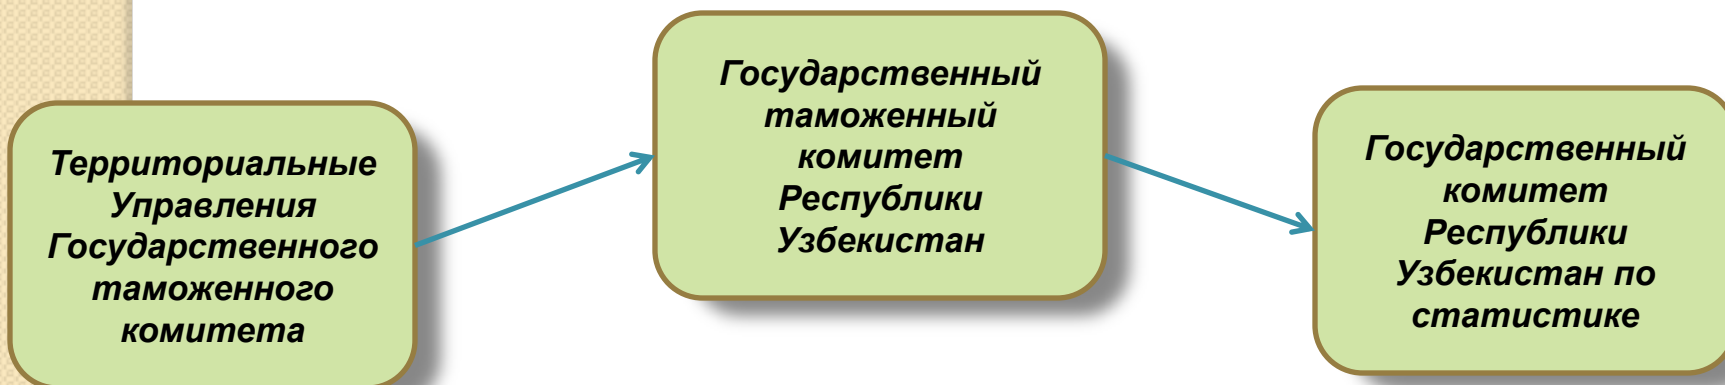 Территориальные
Управления
Государственного
таможенного
комитета
Государственный
таможенный
комитет
Республики
Узбекистан
Государственный
комитет
Республики
Узбекистан по
статистике